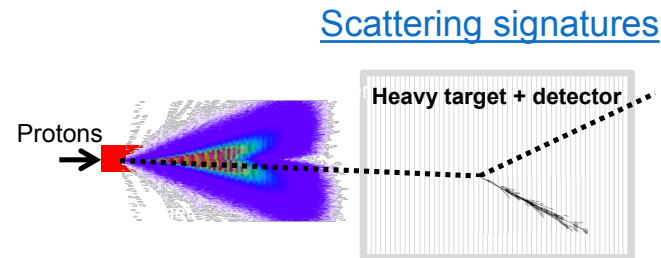 Scattering signatures
Heavy target + detector
Protons